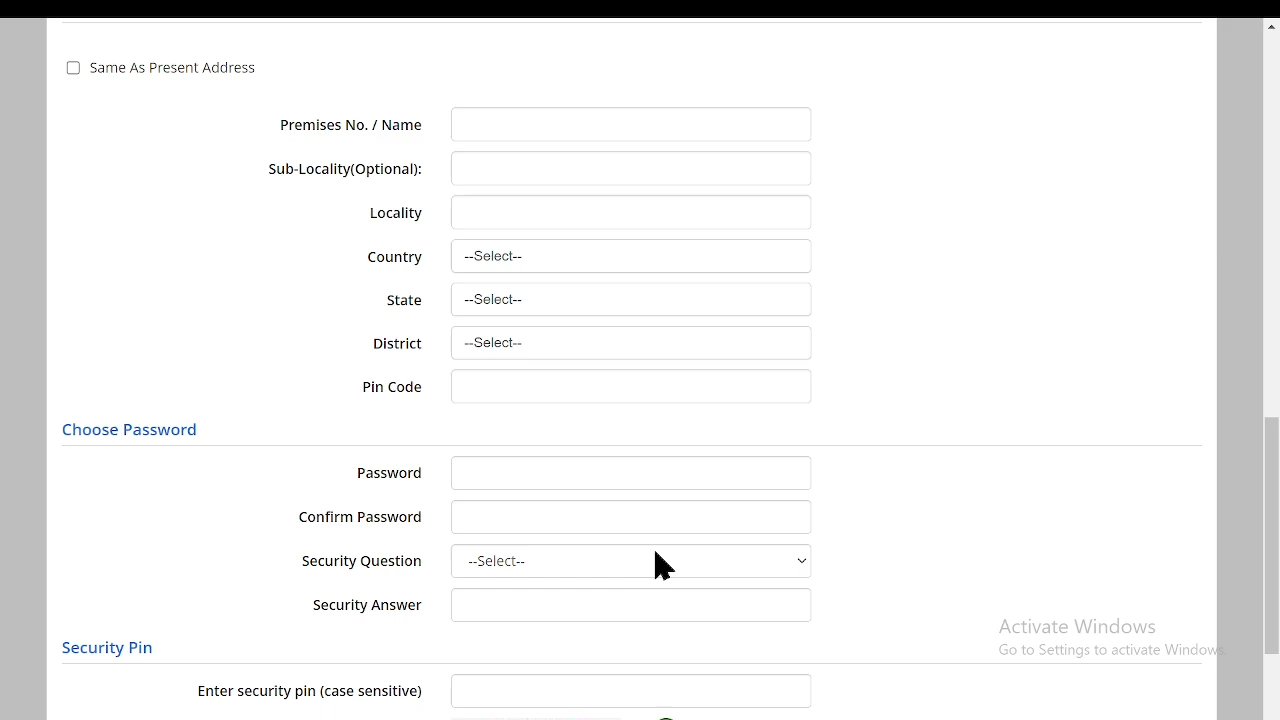 Same As Present Address
Premises No. / Name
Sub-Locality(Optional):
Locality
Country --Select--
State --Select--
District --Select--
Pin Code
Choose Password
Password
Confirm Password
Security Question --Select--
Security Answer
Activate Windows
Security Pin
Go to Settings to activate Windows.
Enter security pin (case sensitive)